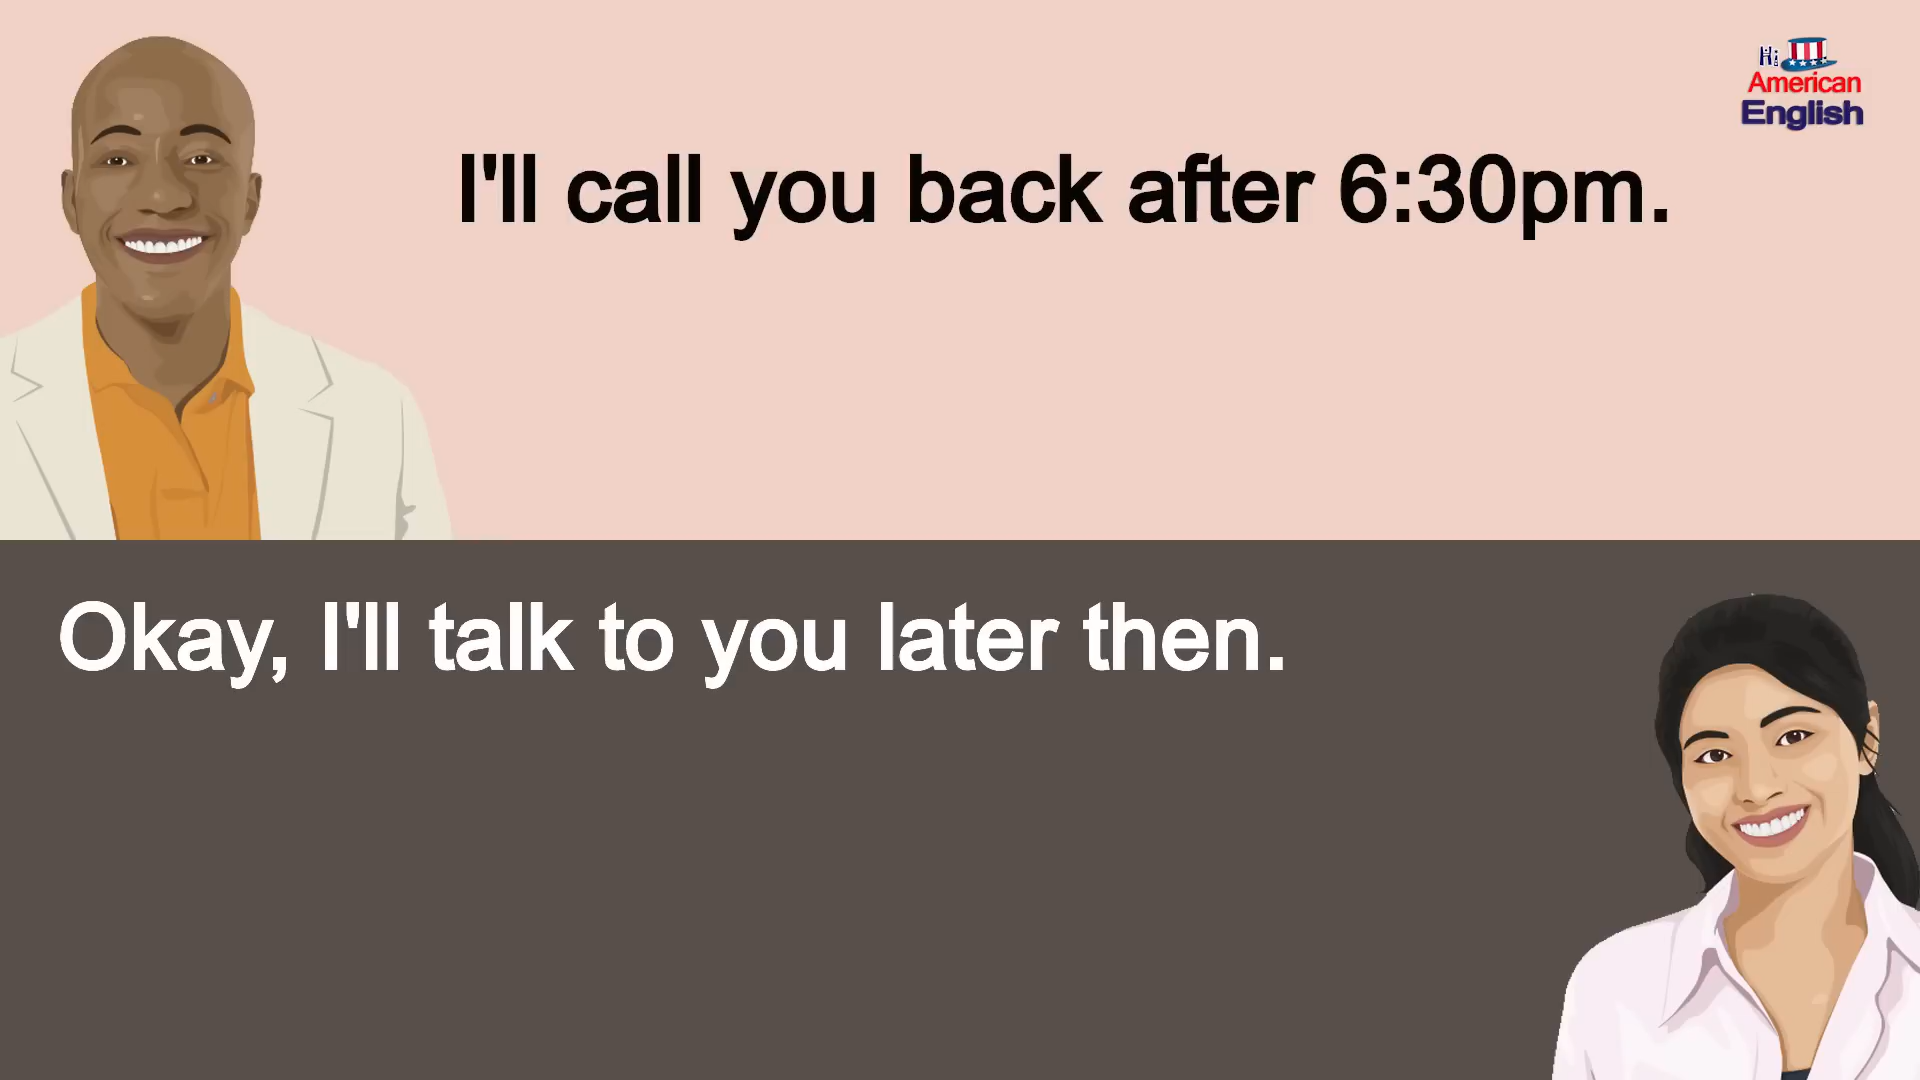 Hi
American
English
I'll call you back after 6:30pm.
Okay, I'll talk to you later then.